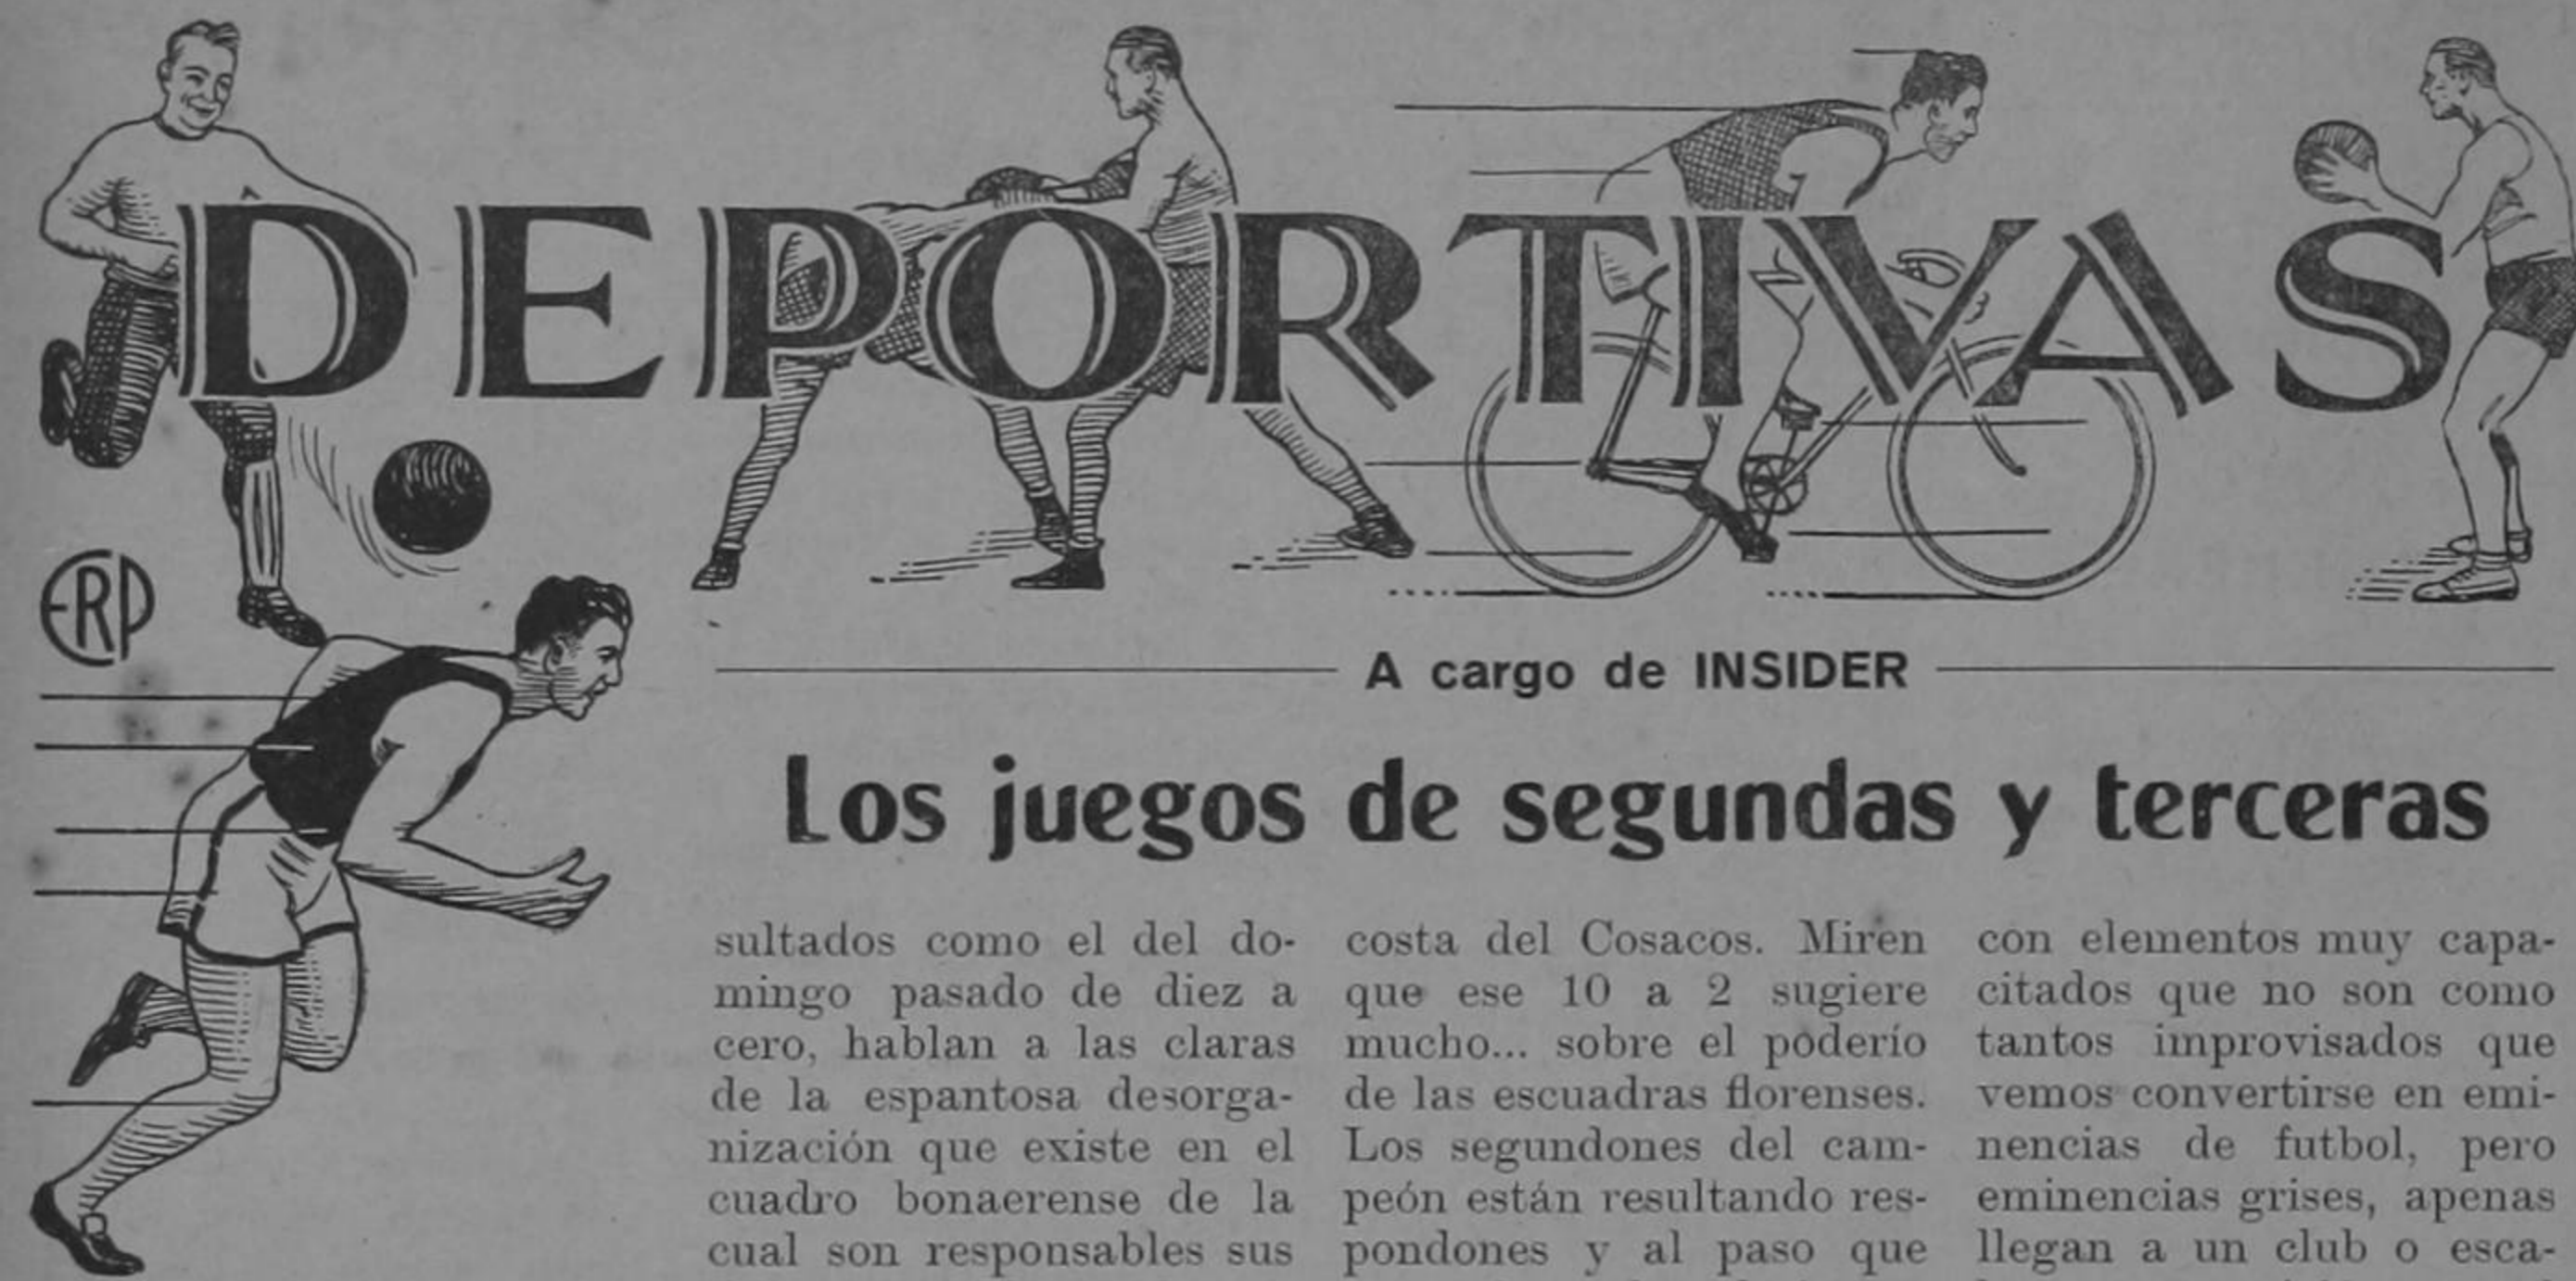 DEPORTIVAS
ERP
A cargo de INSIDER
Los juegos de segundas y terceras
sultados como el del do-
mingo pasado de diez a
cero, hablan a las claras
de la espantosa desorga-
nización que existe en el
cuadro bonaerense de la
cual son responsables sus
costa del Cosacos. Miren
que ese 10 a 2 sugiere
mucho... sobre el poderío
de las escuadras florenses.
Los segundones del cam-
peón están resultando res-
pondones y al paso que
con elementos muy capa-
citados que no son como
tantos improvisados que
vemos convertirse en emi-
nencias de futbol, pero
eminencias grises, apenas
llegan a un club o esca-